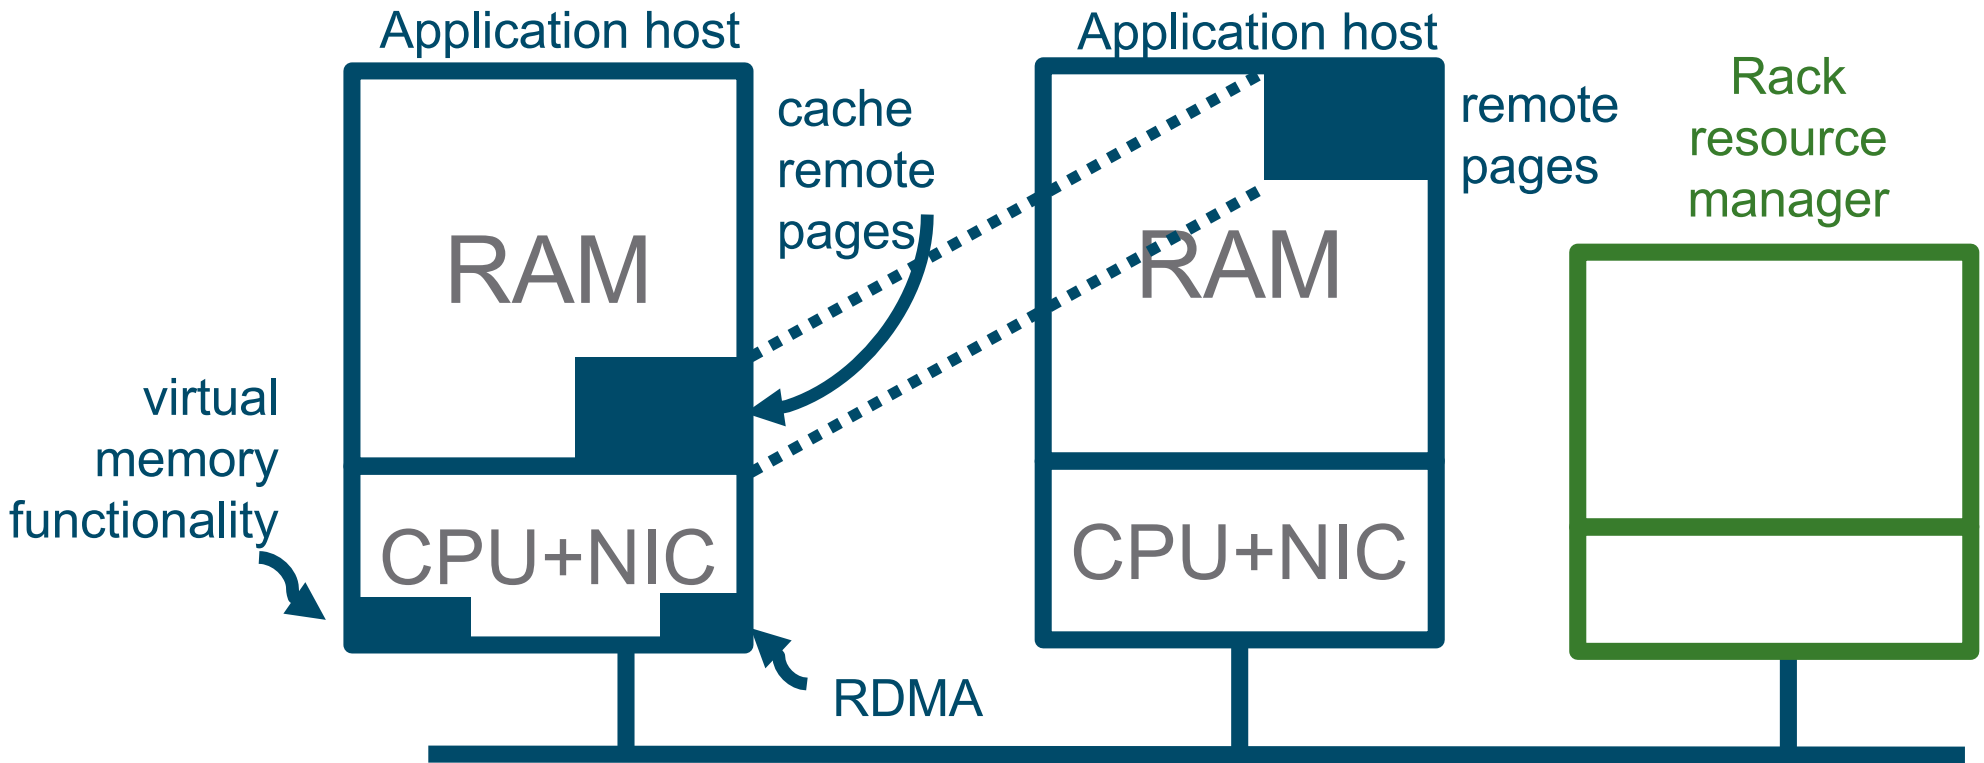 Application host
Application host
cache
remote
pages
remote
pages
Rack
resource
manager
RAM
RAM
virtual
memory
functionality
CPU+NIC
CPU+NIC
RDMA